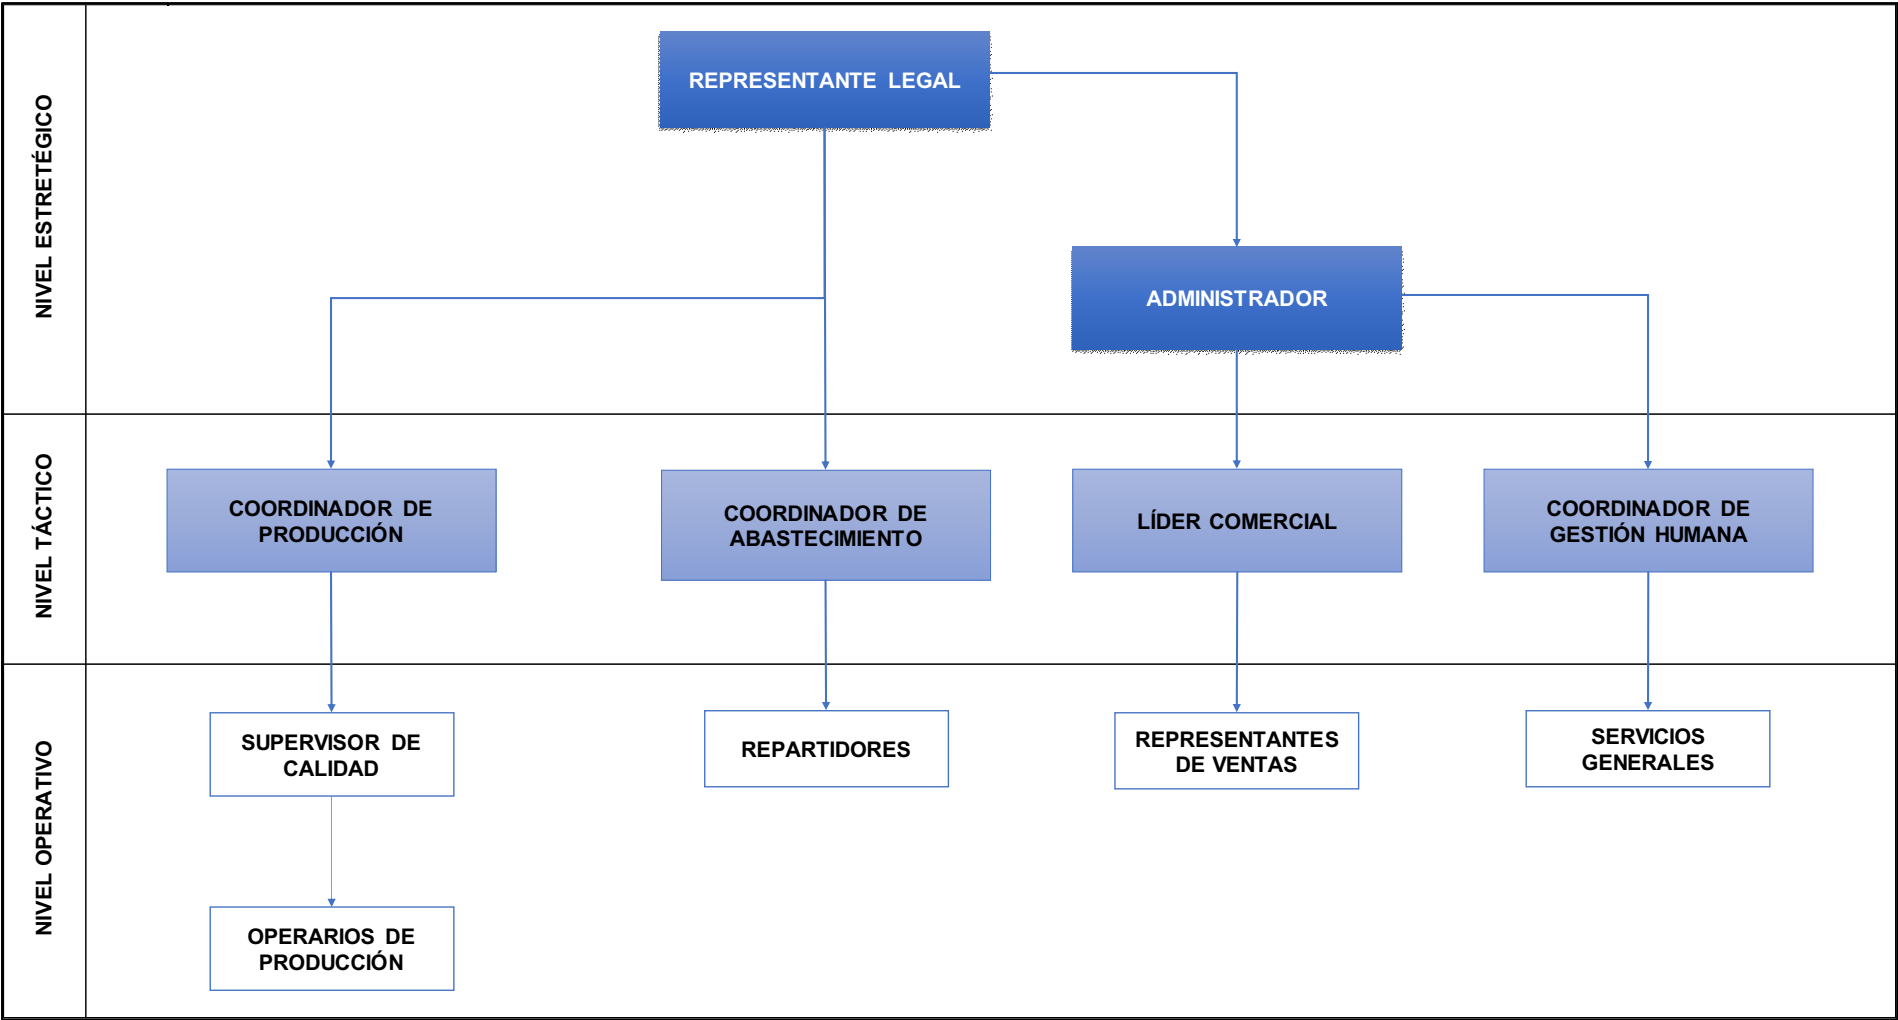 NIVEL ESTRETÉGICO
REPRESENTANTE LEGAL
ADMINISTRADOR
NIVEL TÁCTICO
COORDINADOR DE
PRODUCCIÓN
COORDINADOR DE
ABASTECIMIENTO
LÍDER COMERCIAL
COORDINADOR DE
GESTIÓN HUMANA
NIVEL OPERATIVO
SUPERVISOR DE
CALIDAD
REPARTIDORES
REPRESENTANTES
DE VENTAS
SERVICIOS
GENERALES
OPERARIOS DE
PRODUCCIÓN